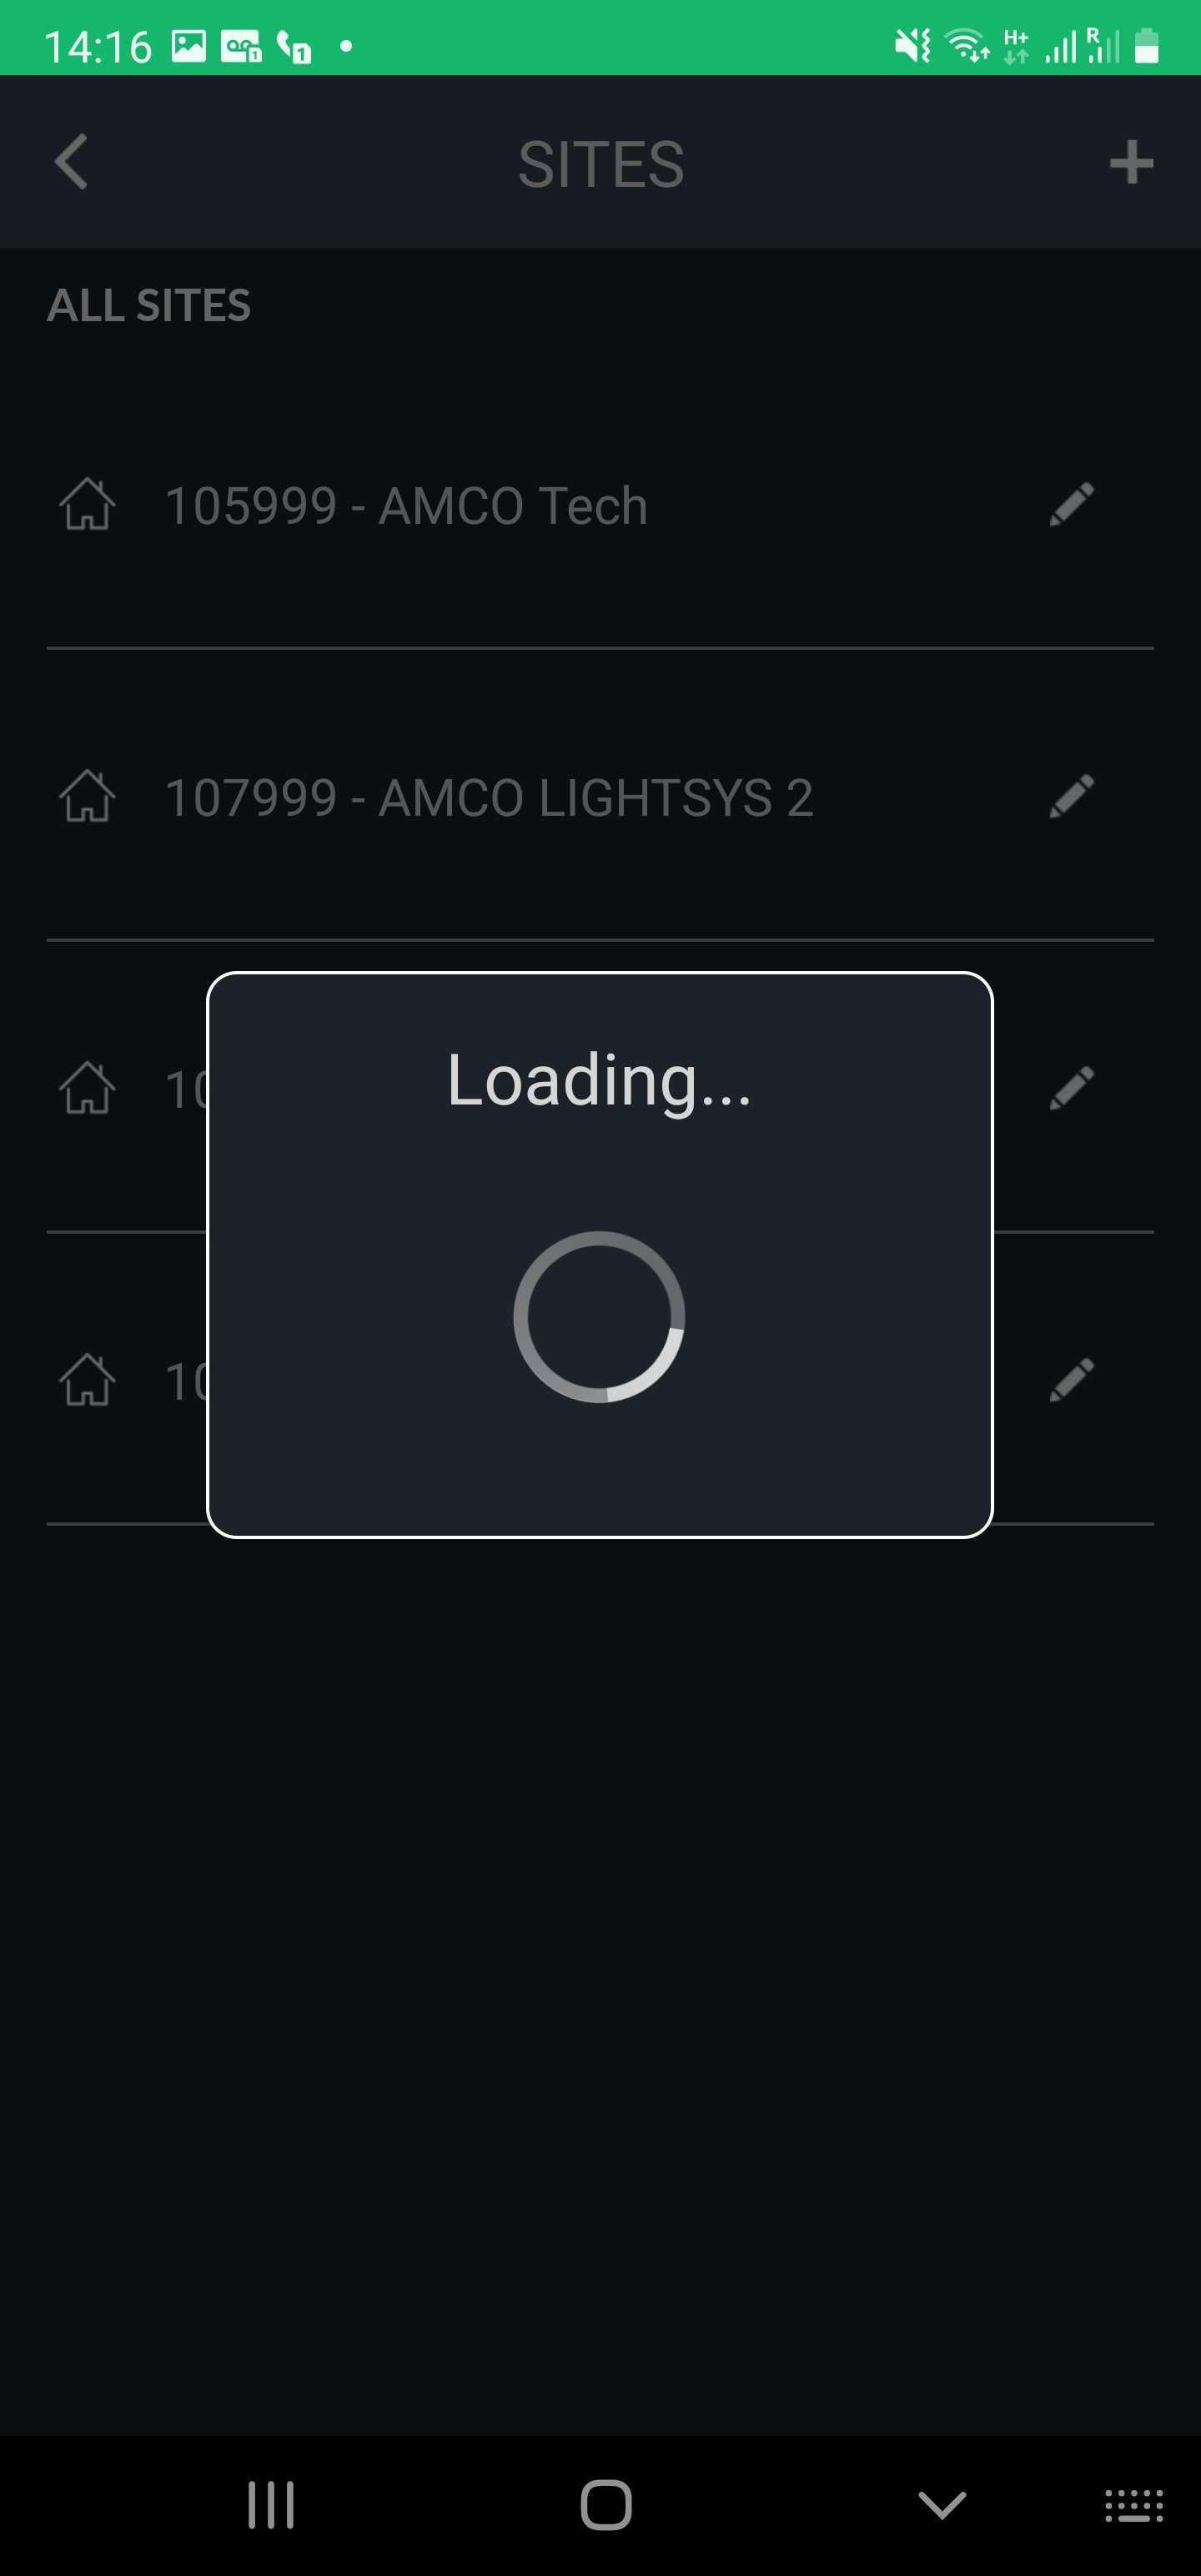 14:16
H+
R
SITES
ALL SITES
105999 - AMCO Tech
107999 - AMCO LIGHTSYS 2
Loading...